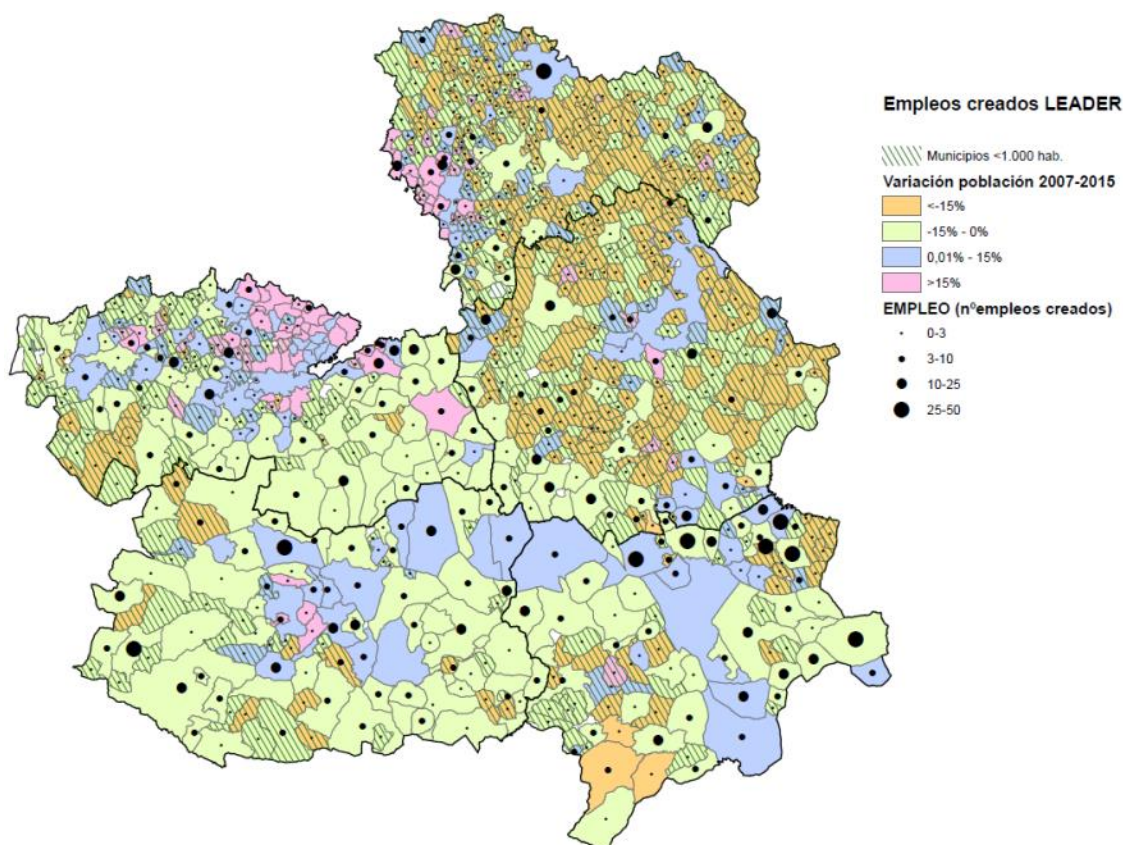 Empleos creados LEADER
Municipios <1.000 hab.
Variación población 2007-2015
<-15%
-15% - 0%
0,01% - 15%
>15%
EMPLEO (nºempleos creados)
0-3
3-10
10-25
25-50